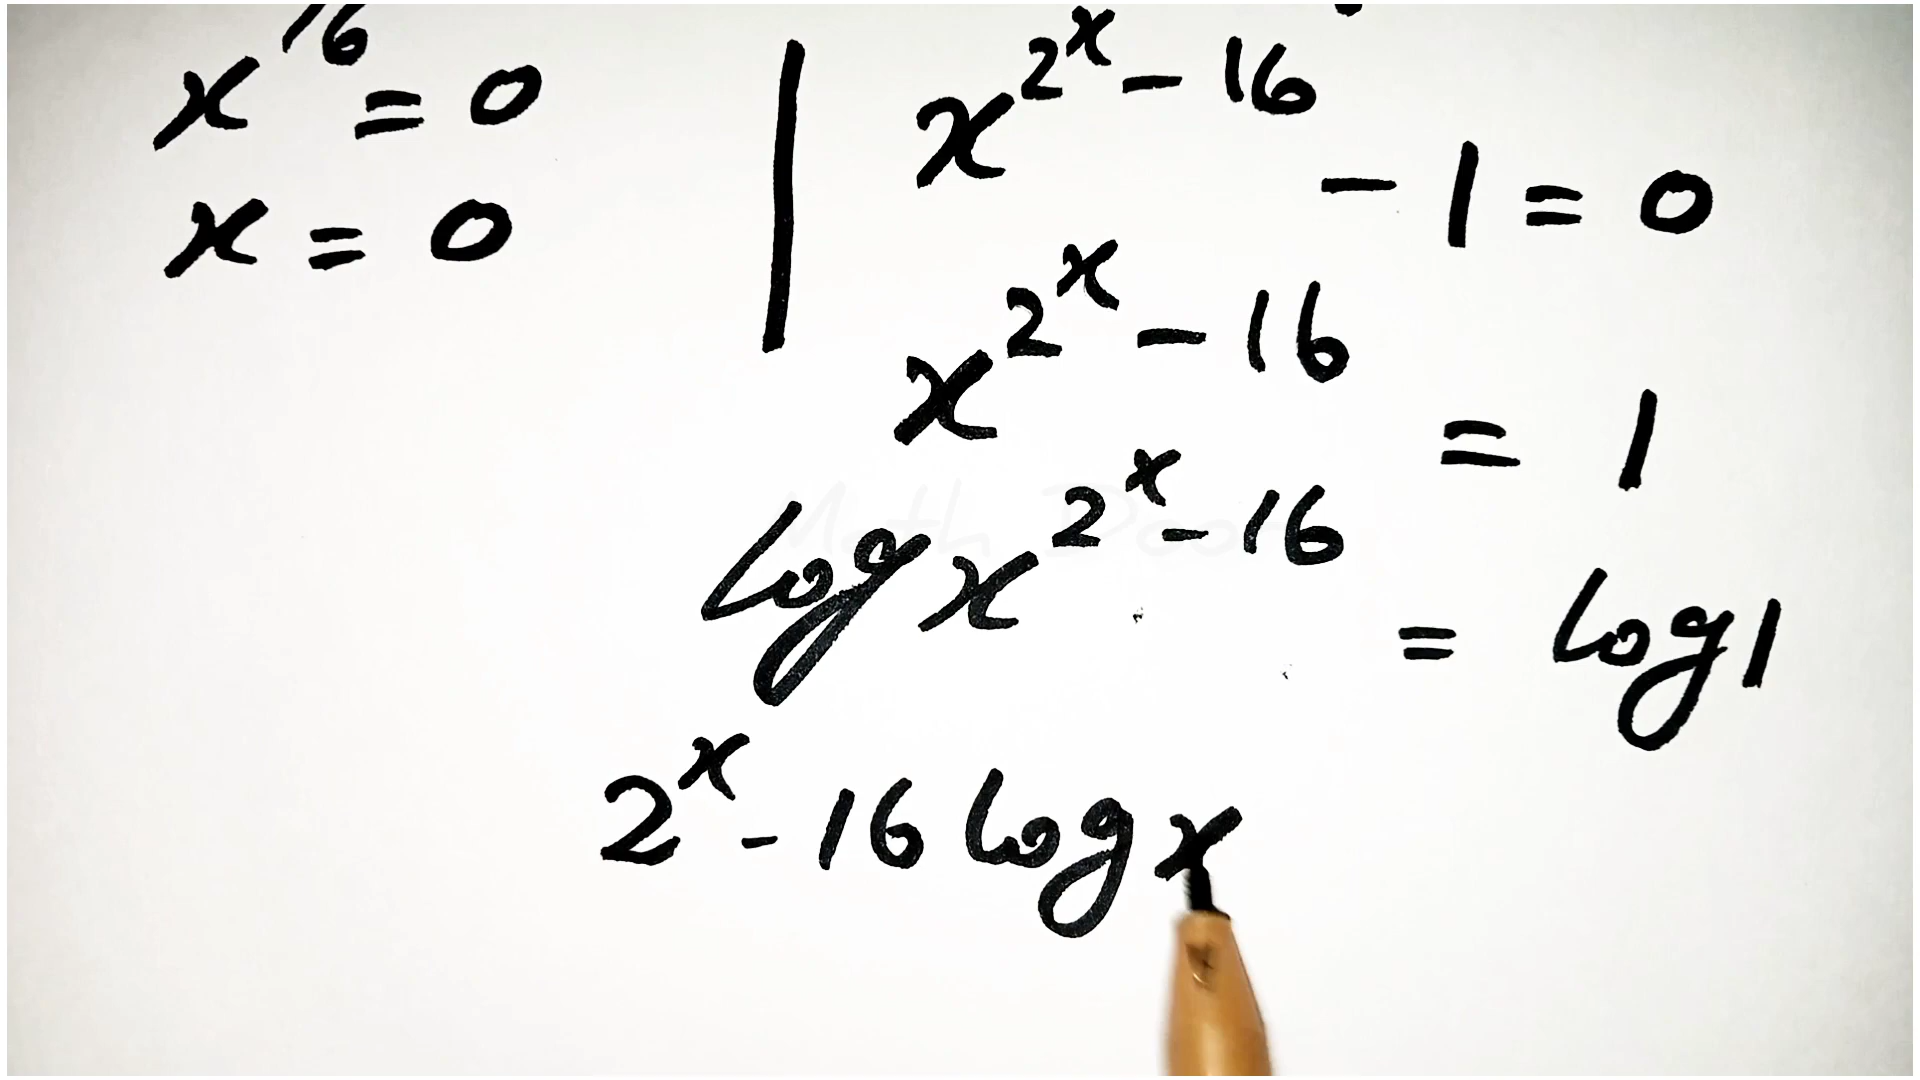 x^16 = 0
x = 0
x^(2^x - 16) - 1 = 0
x^(2^x - 16) = 1
log x^(2^x - 16) = log 1
2^x - 16 log x